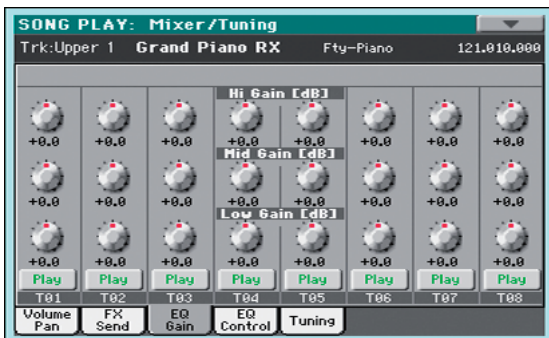 SONG PLAY: Mixer/Tuning
Trk:Upper 1 Grand Piano RX Fty-Piano 121.010.000
Hi Gain [dB]
+0.0 +0.0 +0.0 +0.0 +0.0 +0.0 +0.0 +0.0
Mid Gain [dB]
+0.0 +0.0 +0.0 +0.0 +0.0 +0.0 +0.0 +0.0
Low Gain [dB]
+0.0 +0.0 +0.0 +0.0 +0.0 +0.0 +0.0 +0.0
Play Play Play Play Play Play Play Play
T01 T02 T03 T04 T05 T06 T07 T08
Volume Pan FX Send EQ Gain EQ Control Tuning